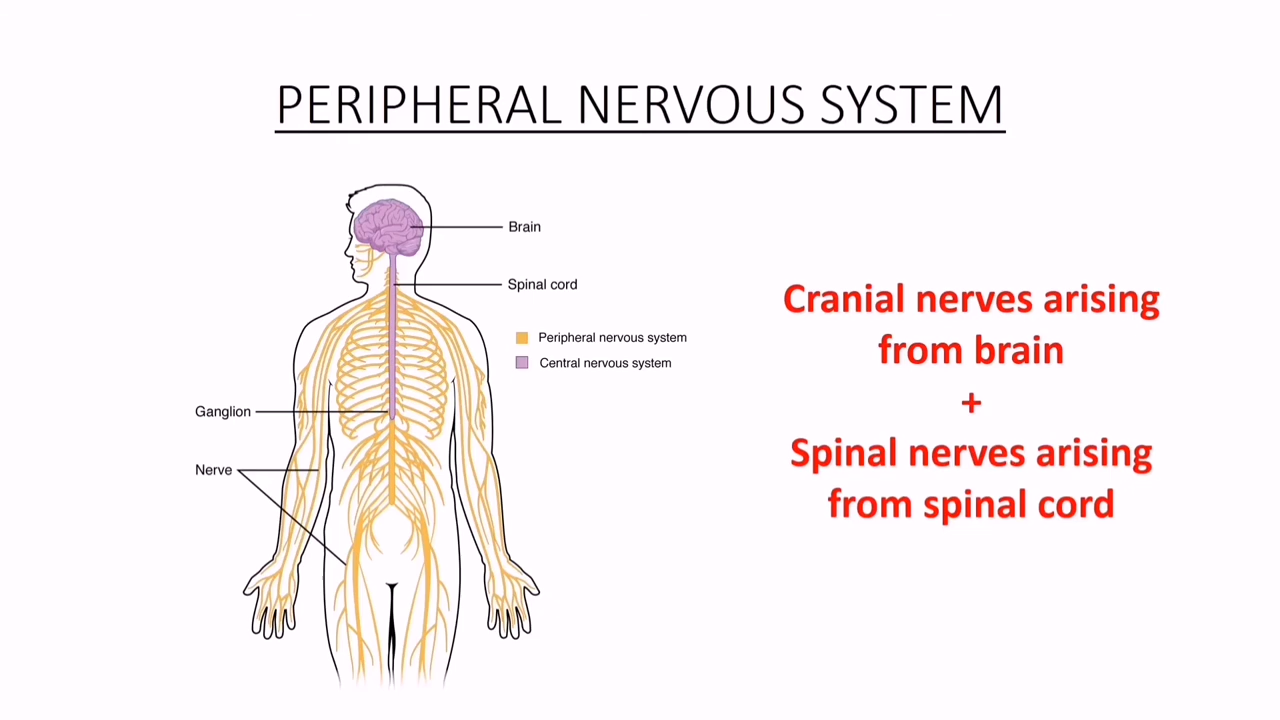 PERIPHERAL NERVOUS SYSTEM
Brain
Spinal cord
Peripheral nervous system
Central nervous system
Ganglion
Nerve
Cranial nerves arising
from brain
+
Spinal nerves arising
from spinal cord